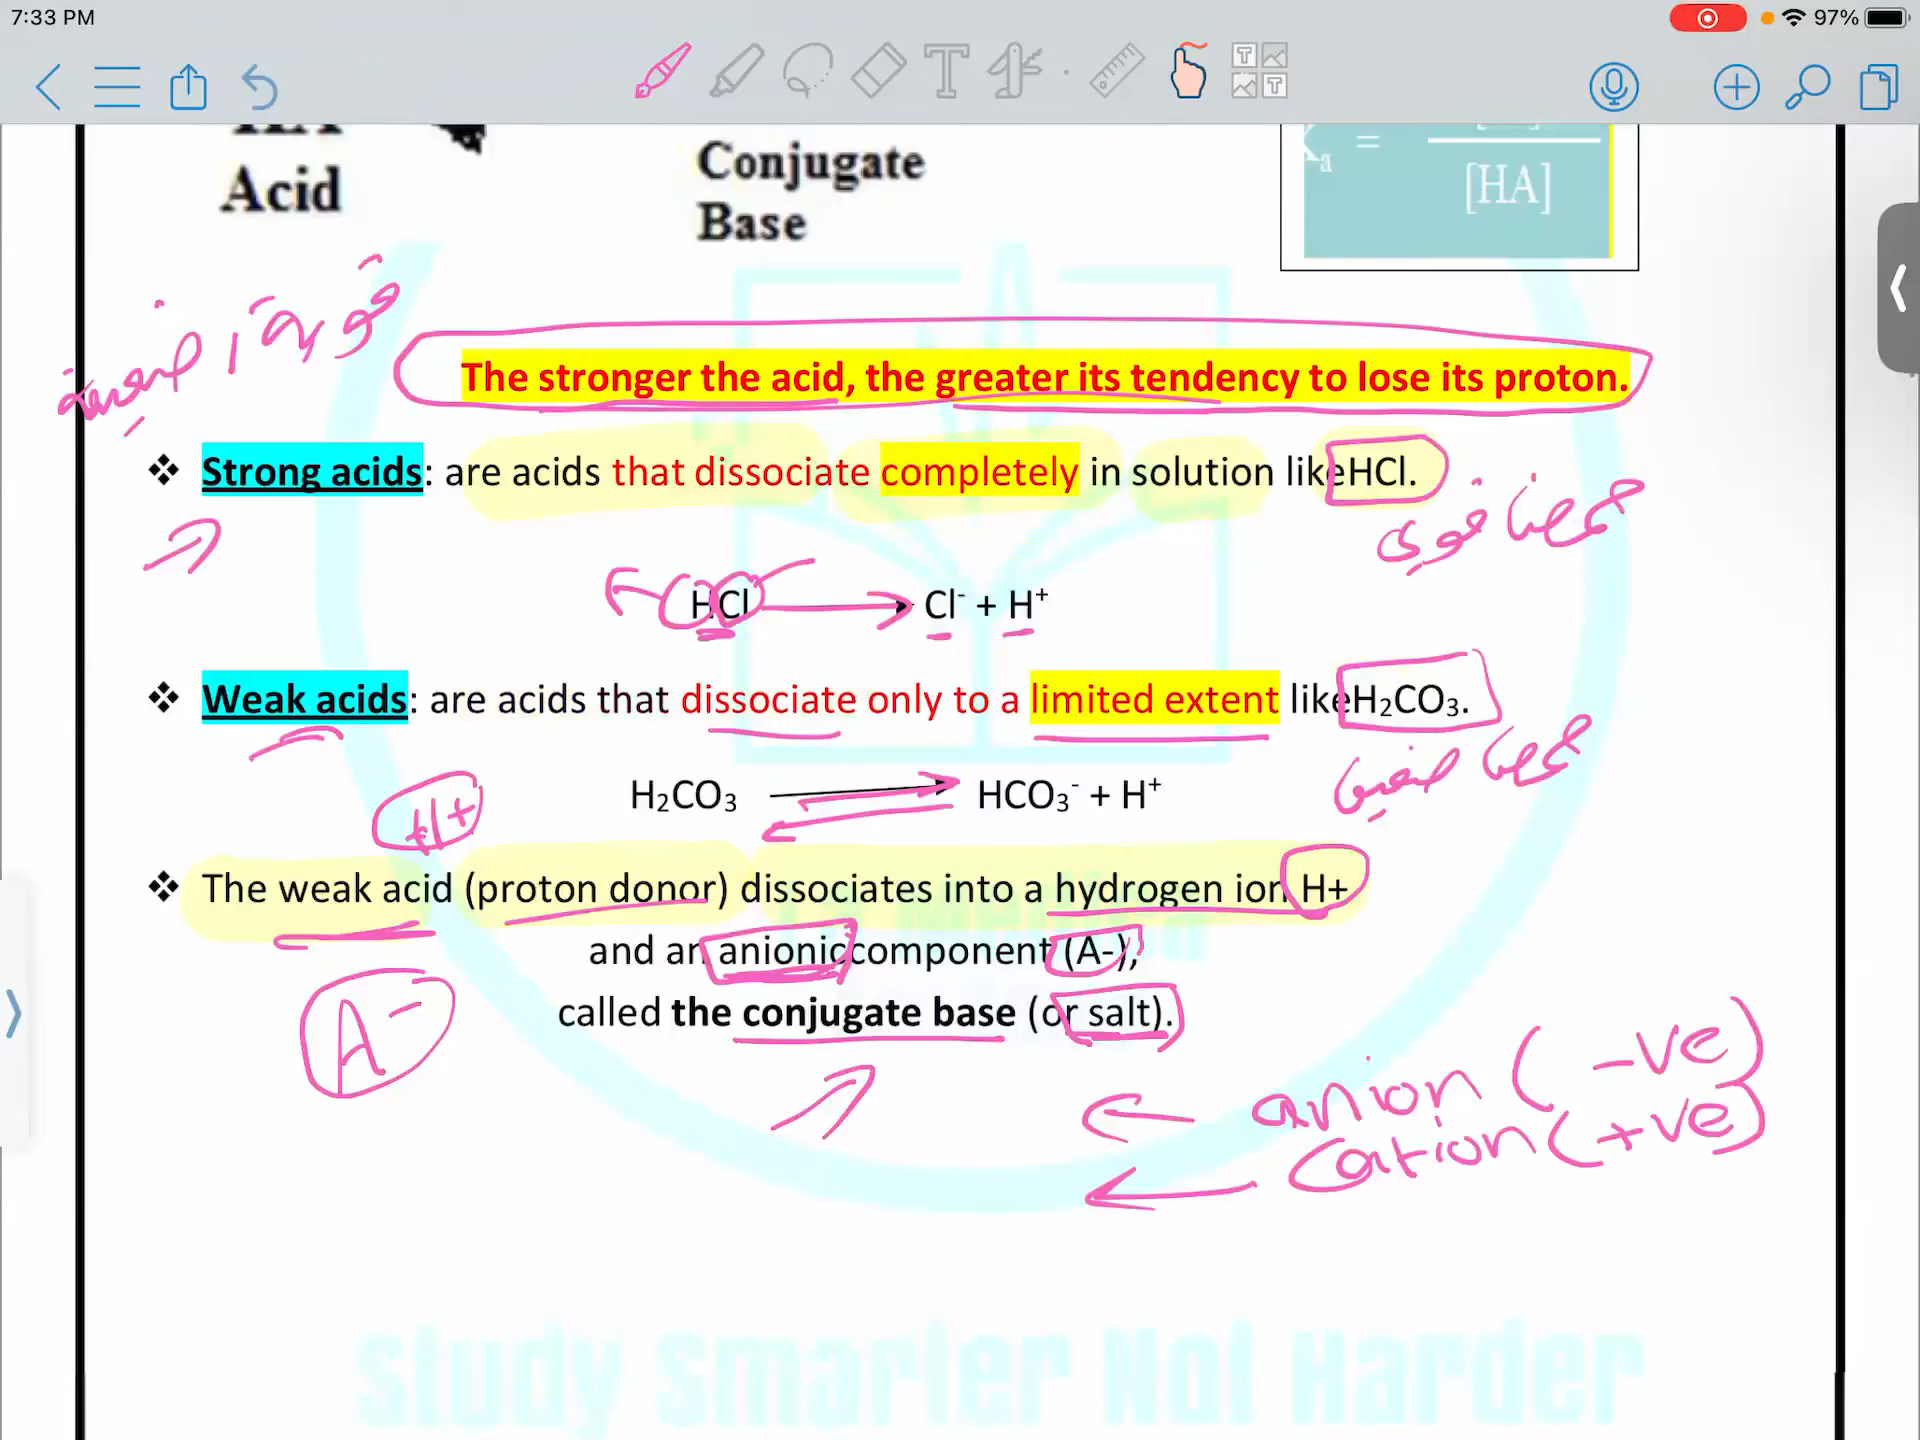 7:33 PM
97%
HA
Acid
Conjugate
Base
Ka =
[HA]
The stronger the acid, the greater its tendency to lose its proton.
❖ Strong acids: are acids that dissociate completely in solution like HCl.
HCl → Cl⁻ + H⁺
❖ Weak acids: are acids that dissociate only to a limited extent like H₂CO₃.
H₂CO₃ ⇌ HCO₃⁻ + H⁺
H+
❖ The weak acid (proton donor) dissociates into a hydrogen ion H+
and an anionic component (A-),
called the conjugate base (or salt).
A⁻
anion (-ve)
cation (+ve)
Study Smarter Not Harder